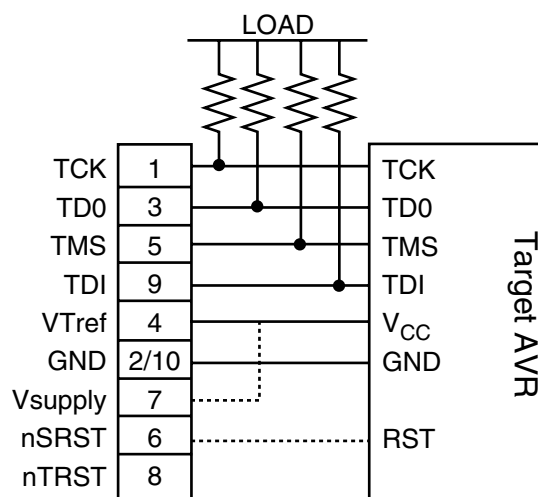 LOAD
TCK 1 TCK
TD0 3 TD0
TMS 5 TMS
TDI 9 TDI
VTref 4 VCC
GND 2/10 GND
Vsupply 7
nSRST 6 RST
nTRST 8
Target AVR